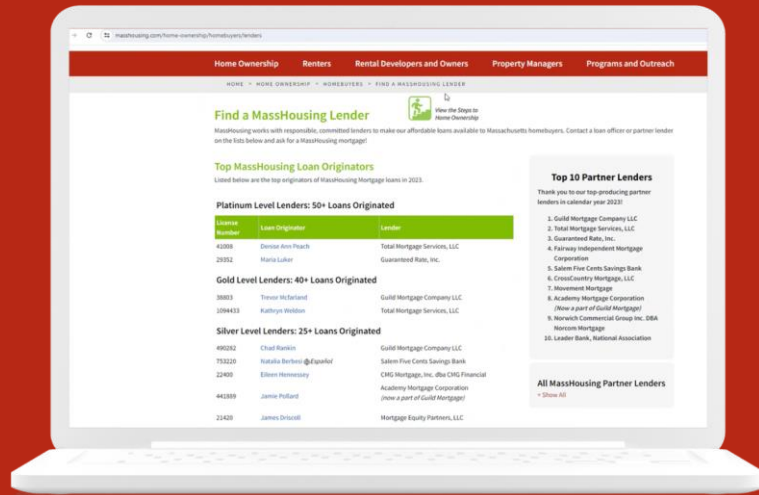 masshousing.com/home-ownership/homebuyers/lenders
Home Ownership Renters Rental Developers and Owners Property Managers Programs and Outreach
HOME HOME OWNERSHIP HOMEBUYERS FIND A MASSHOUSING LENDER
Find a MassHousing Lender
View the Steps to
Home Ownership
MassHousing works with responsible, committed lenders to make our affordable loans available to Massachusetts homebuyers. Contact a loan officer or partner lender
on the lists below and ask for a MassHousing mortgage!
Top MassHousing Loan Originators
Listed below are the top originators of MassHousing Mortgage loans in 2023.
Platinum Level Lenders: 50+ Loans Originated
License
Number Loan Originator Lender
41008 Denise Ann Peach Total Mortgage Services, LLC
29352 Maria Luker Guaranteed Rate, Inc.
Gold Level Lenders: 40+ Loans Originated
38803 Trevor Mcfarland Guild Mortgage Company LLC
1094433 Kathryn Weldon Total Mortgage Services, LLC
Silver Level Lenders: 25+ Loans Originated
490282 Chad Rankin Guild Mortgage Company LLC
753220 Natalia Berbesi Español Salem Five Cents Savings Bank
22400 Eileen Hennessey CMG Mortgage, Inc. dba CMG Financial
441989 Jamie Pollard Academy Mortgage Corporation
(now a part of Guild Mortgage)
21420 James Driscoll Mortgage Equity Partners, LLC
Top 10 Partner Lenders
Thank you to our top-producing partner
lenders in calendar year 2023!
1. Guild Mortgage Company LLC
2. Total Mortgage Services, LLC
3. Guaranteed Rate, Inc.
4. Fairway Independent Mortgage
Corporation
5. Salem Five Cents Savings Bank
6. CrossCountry Mortgage, LLC
7. Movement Mortgage
8. Academy Mortgage Corporation
(Now a part of Guild Mortgage)
9. Norwich Commercial Group Inc. DBA
Norcom Mortgage
10. Leader Bank, National Association
All MassHousing Partner Lenders
+ Show All